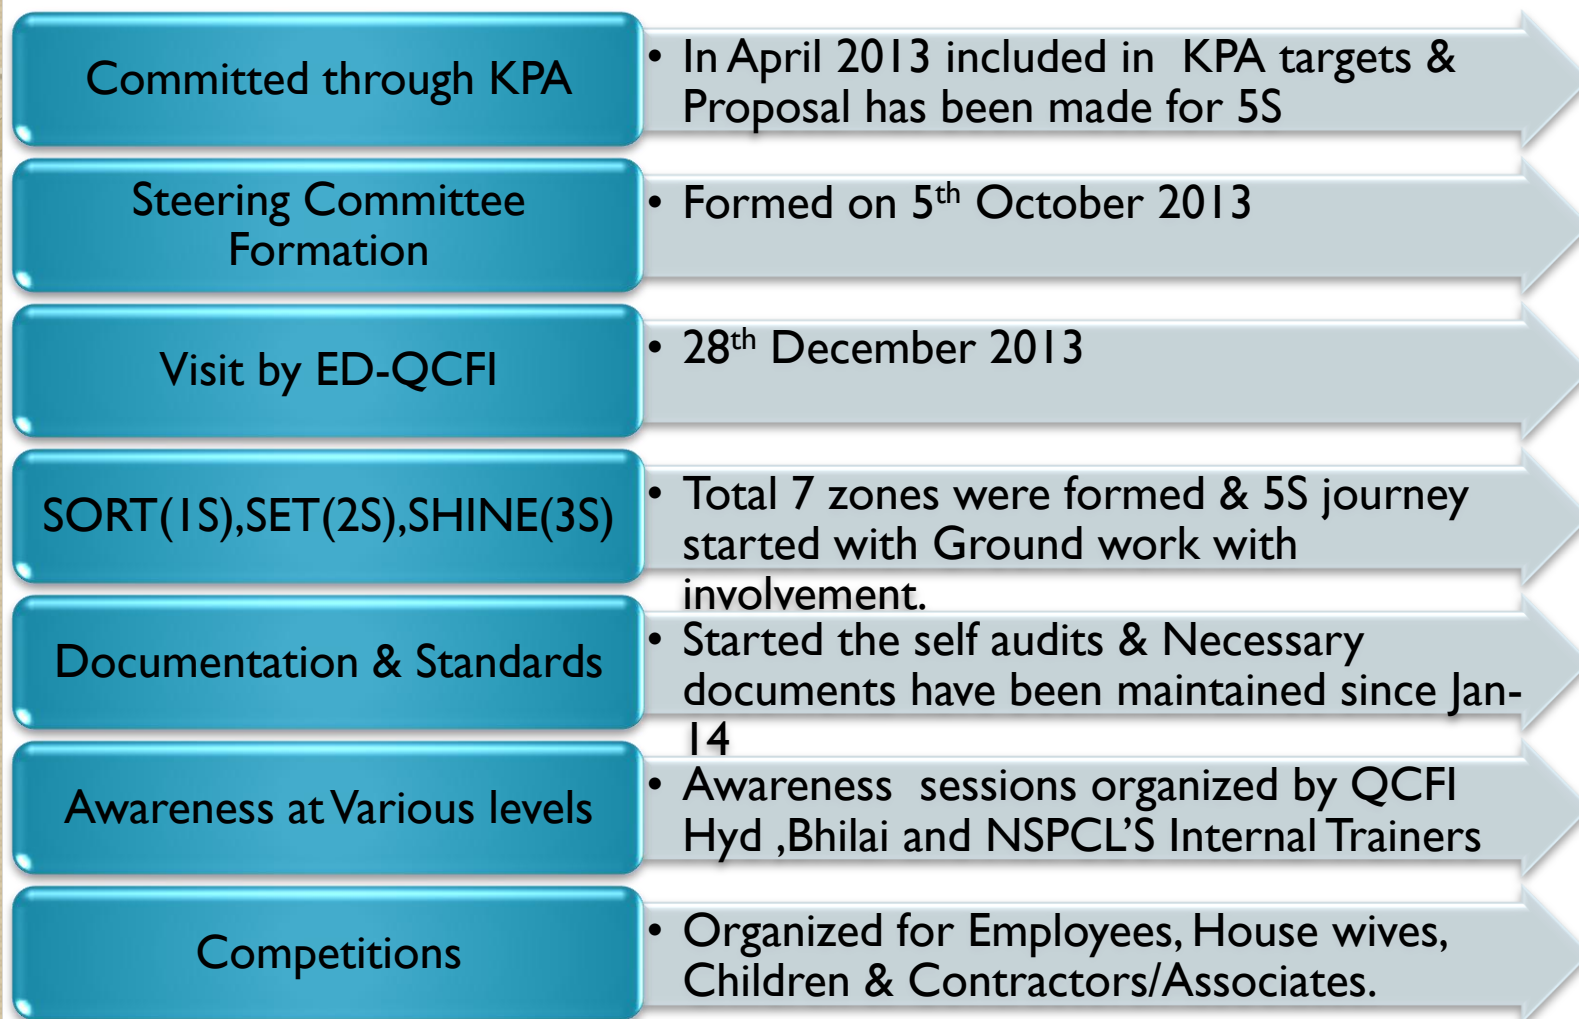 Committed through KPA
• In April 2013 included in KPA targets &
Proposal has been made for 5S
Steering Committee
Formation
• Formed on 5th October 2013
Visit by ED-QCFI
• 28th December 2013
SORT(1S),SET(2S),SHINE(3S)
• Total 7 zones were formed & 5S journey
started with Ground work with
involvement.
Documentation & Standards
• Started the self audits & Necessary
documents have been maintained since Jan-
14
Awareness at Various levels
• Awareness sessions organized by QCFI
Hyd ,Bhilai and NSPCL'S Internal Trainers
Competitions
• Organized for Employees, House wives,
Children & Contractors/Associates.